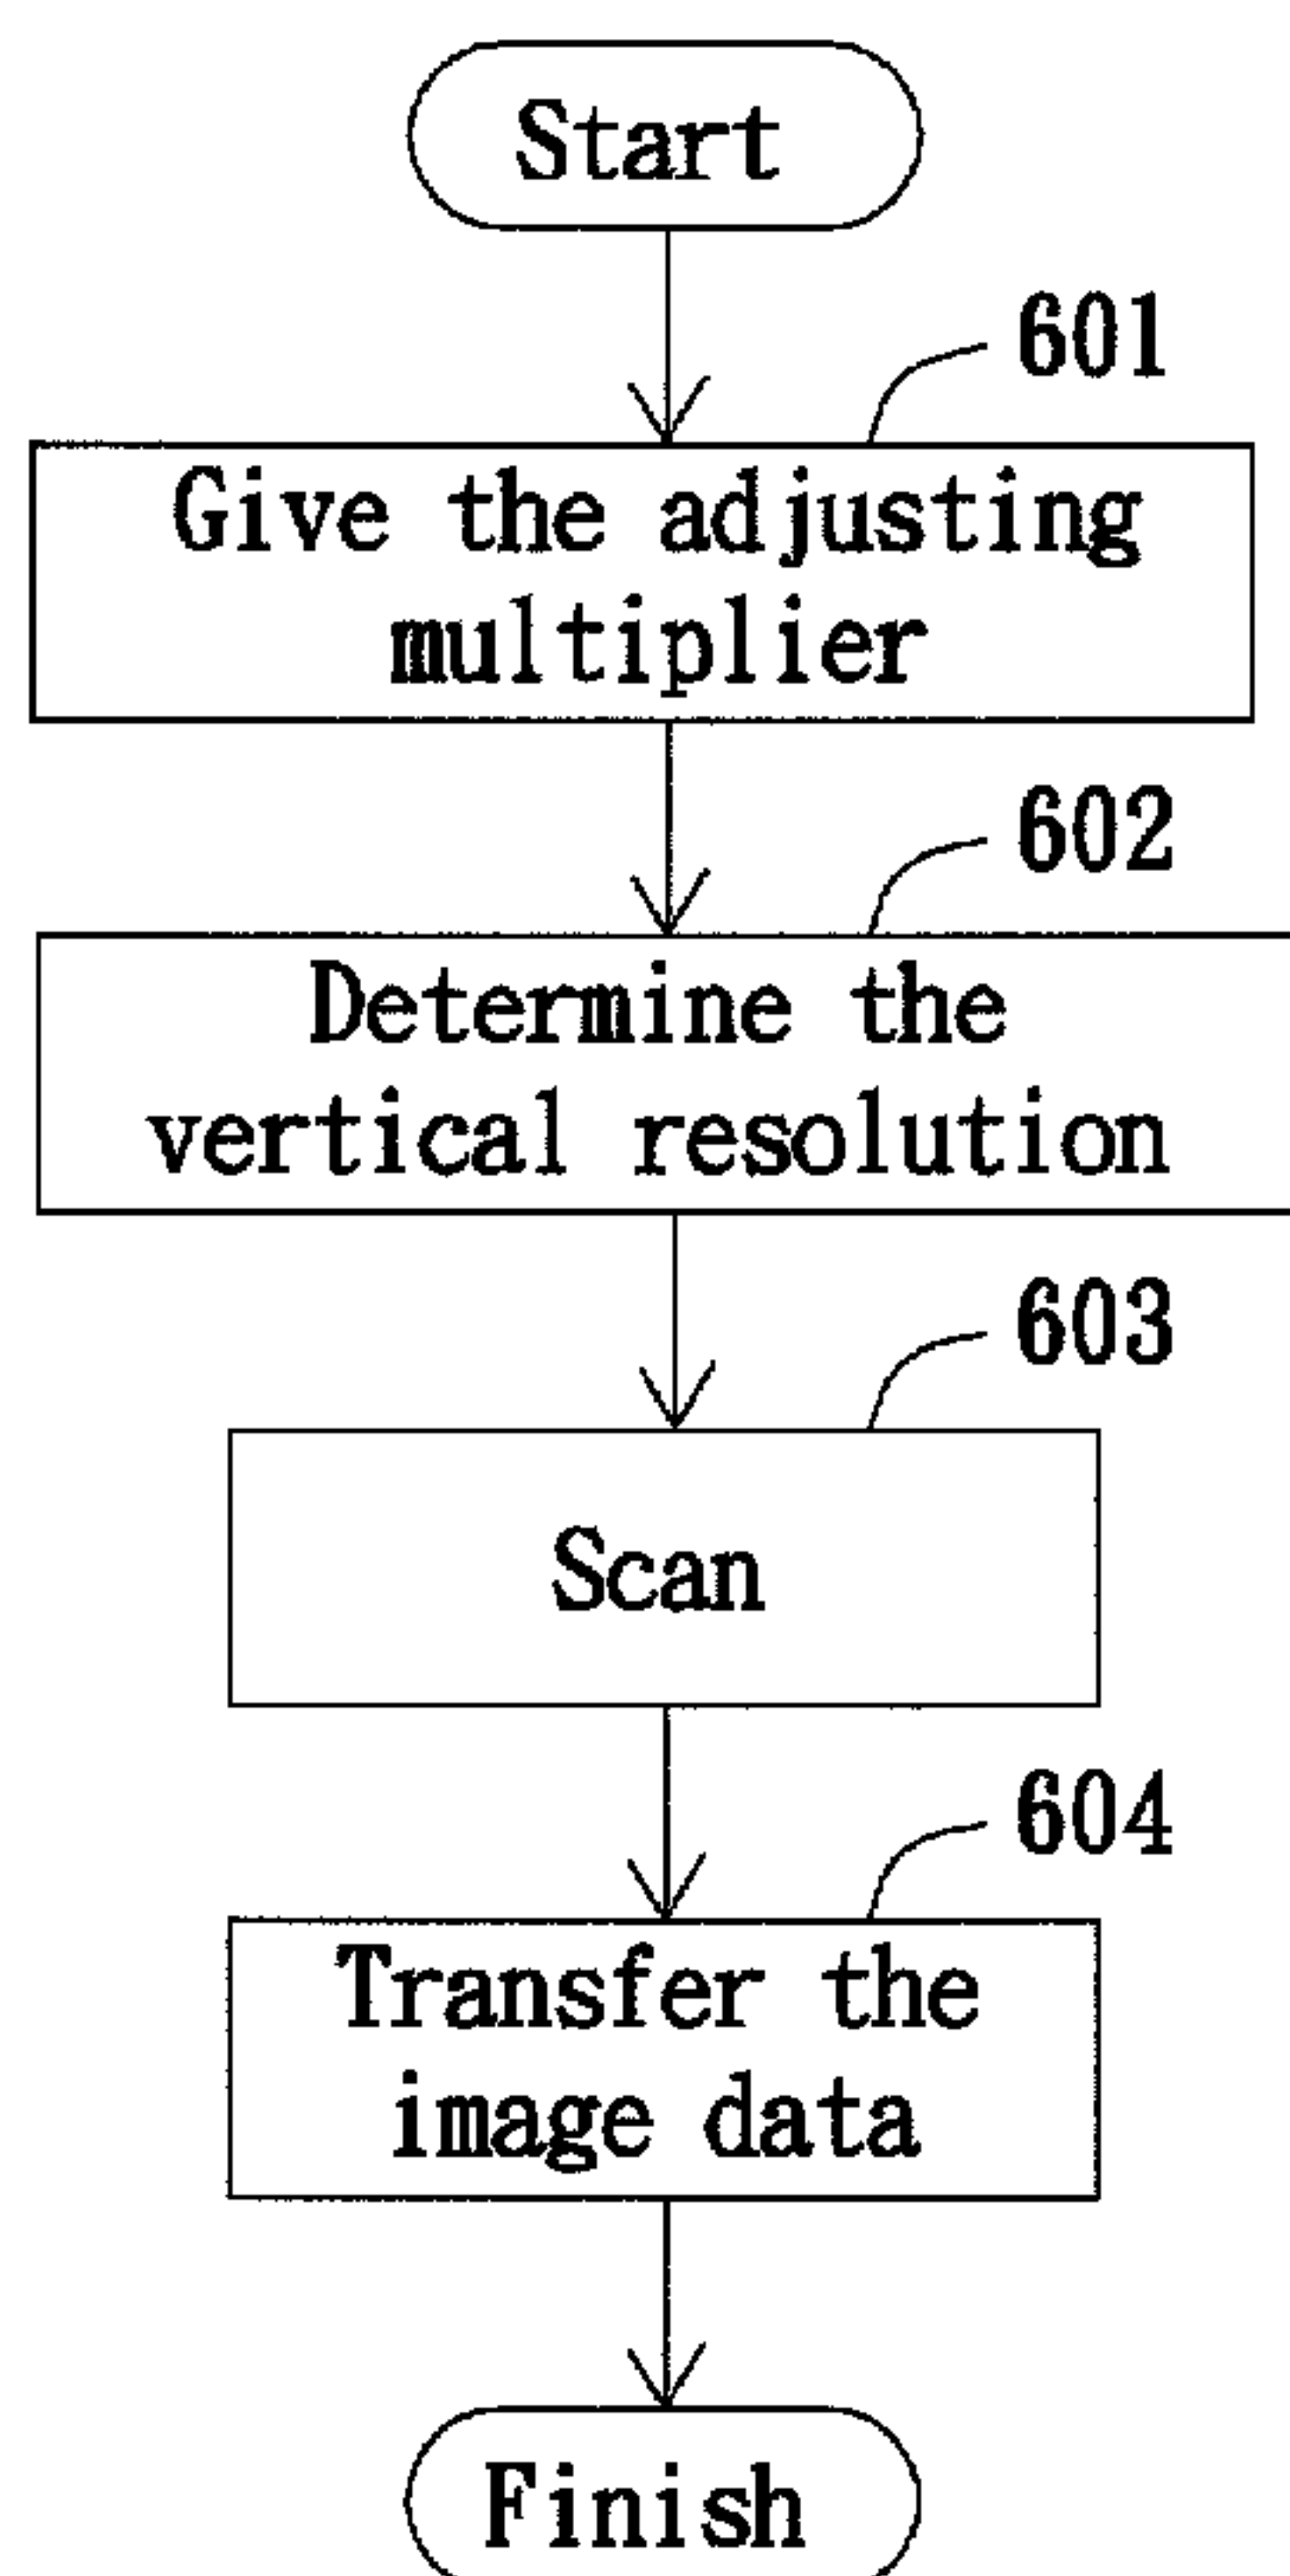 Start
601
Give the adjusting
multiplier
602
Determine the
vertical resolution
603
Scan
604
Transfer the
image data
Finish